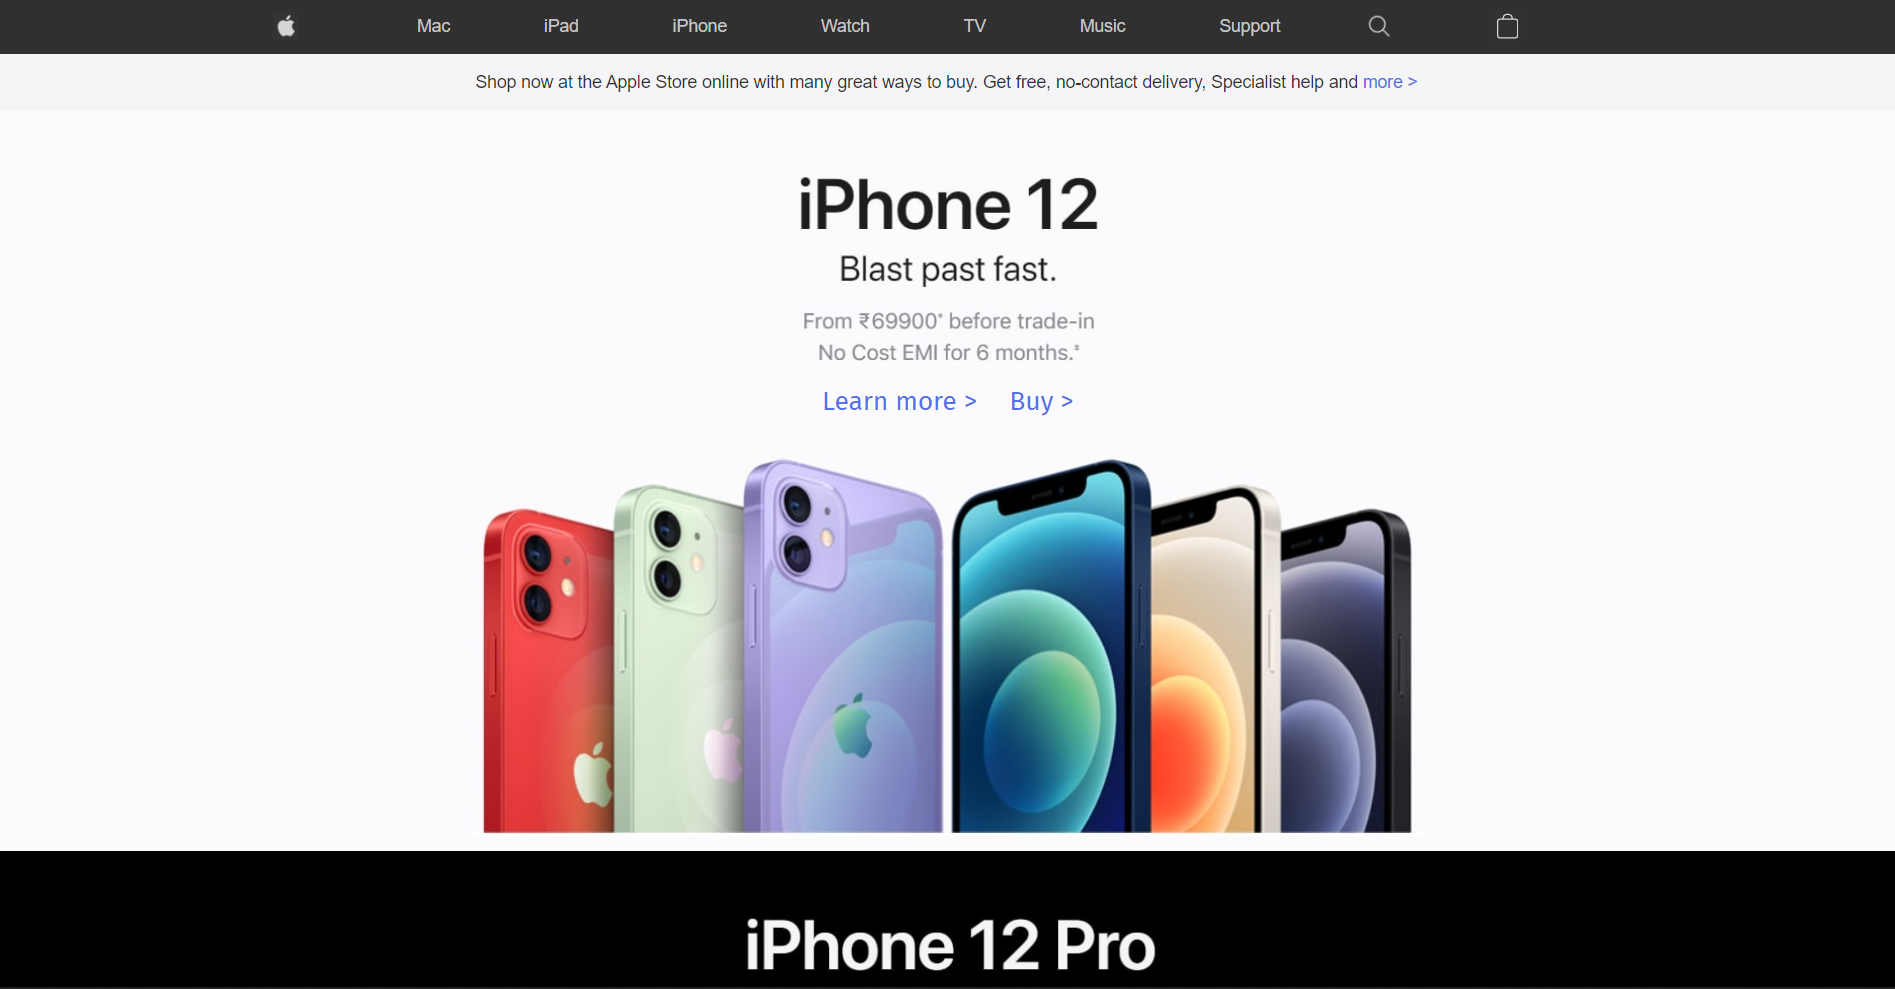 Mac iPad iPhone Watch TV Music Support
Shop now at the Apple Store online with many great ways to buy. Get free, no-contact delivery, Specialist help and more >
iPhone 12
Blast past fast.
From ₹69900* before trade-in
No Cost EMI for 6 months.‡
Learn more > Buy >
iPhone 12 Pro